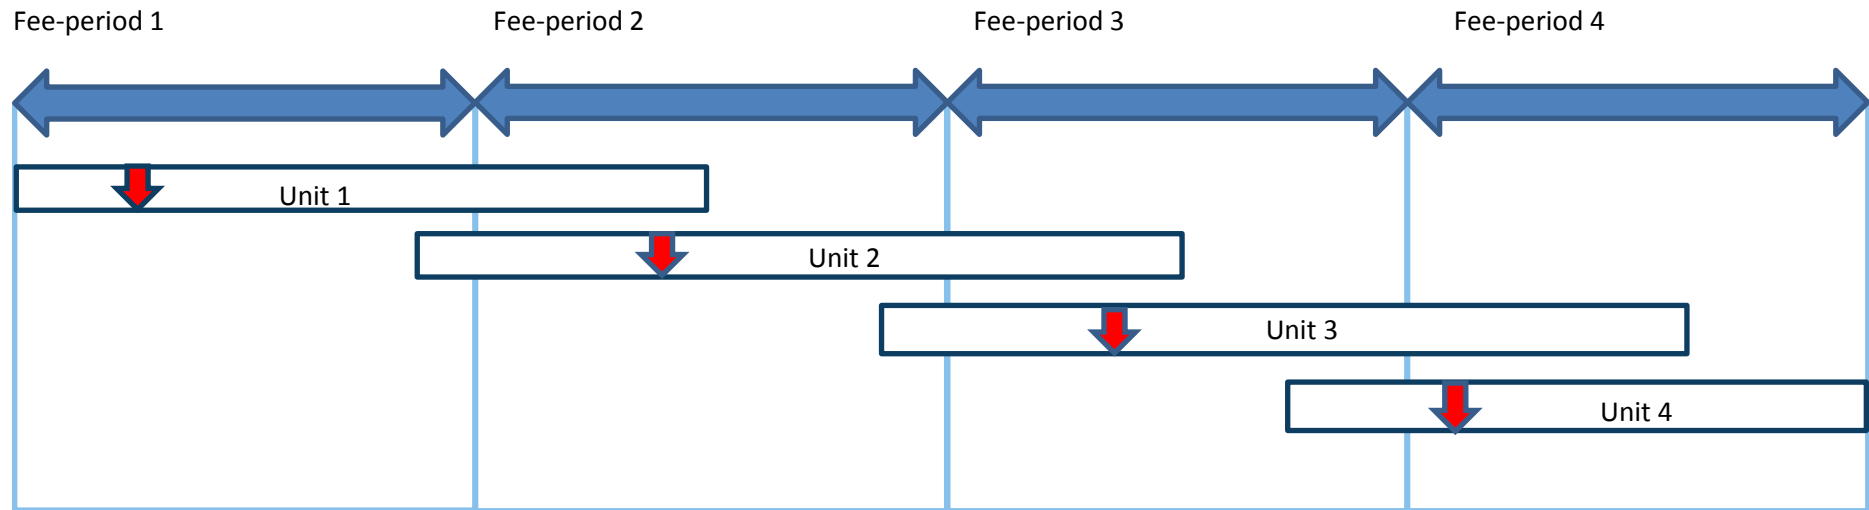 Fee-period 1
Fee-period 2
Fee-period 3
Fee-period 4
Unit 1
Unit 2
Unit 3
Unit 4